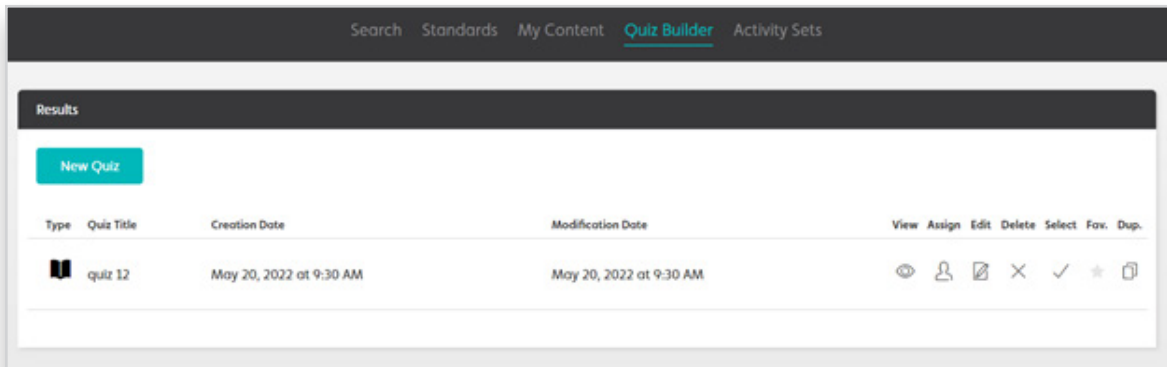 Search Standards My Content Quiz Builder Activity Sets
Results
New Quiz
Type Quiz Title Creation Date Modification Date View Assign Edit Delete Select Fav. Dup.
quiz 12 May 20, 2022 at 9:30 AM May 20, 2022 at 9:30 AM